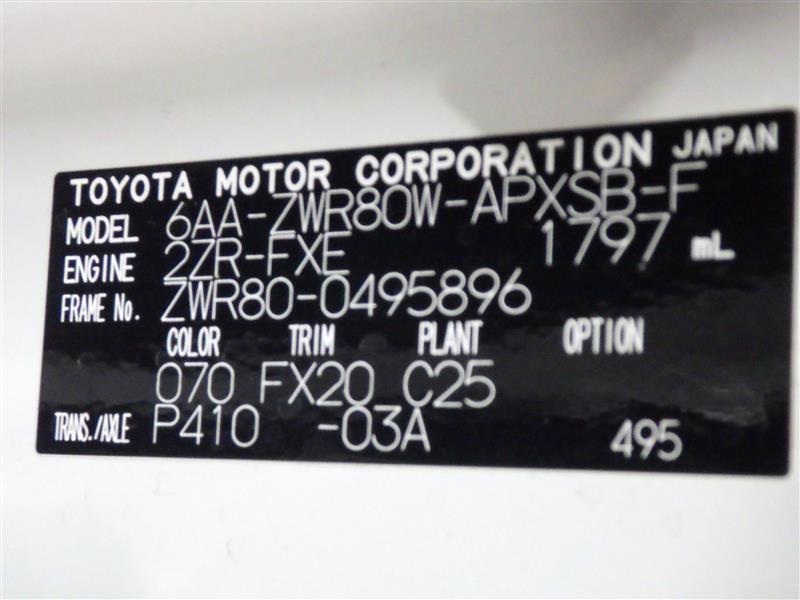 TOYOTA MOTOR CORPORATION JAPAN
MODEL 6AA-ZWR80W-APXSB-F
ENGINE 2ZR-FXE 1797 mL
FRAME No. ZWR80-0495896
COLOR TRIM PLANT OPTION
070 FX20 C25
TRANS./AXLE P410 -03A 495